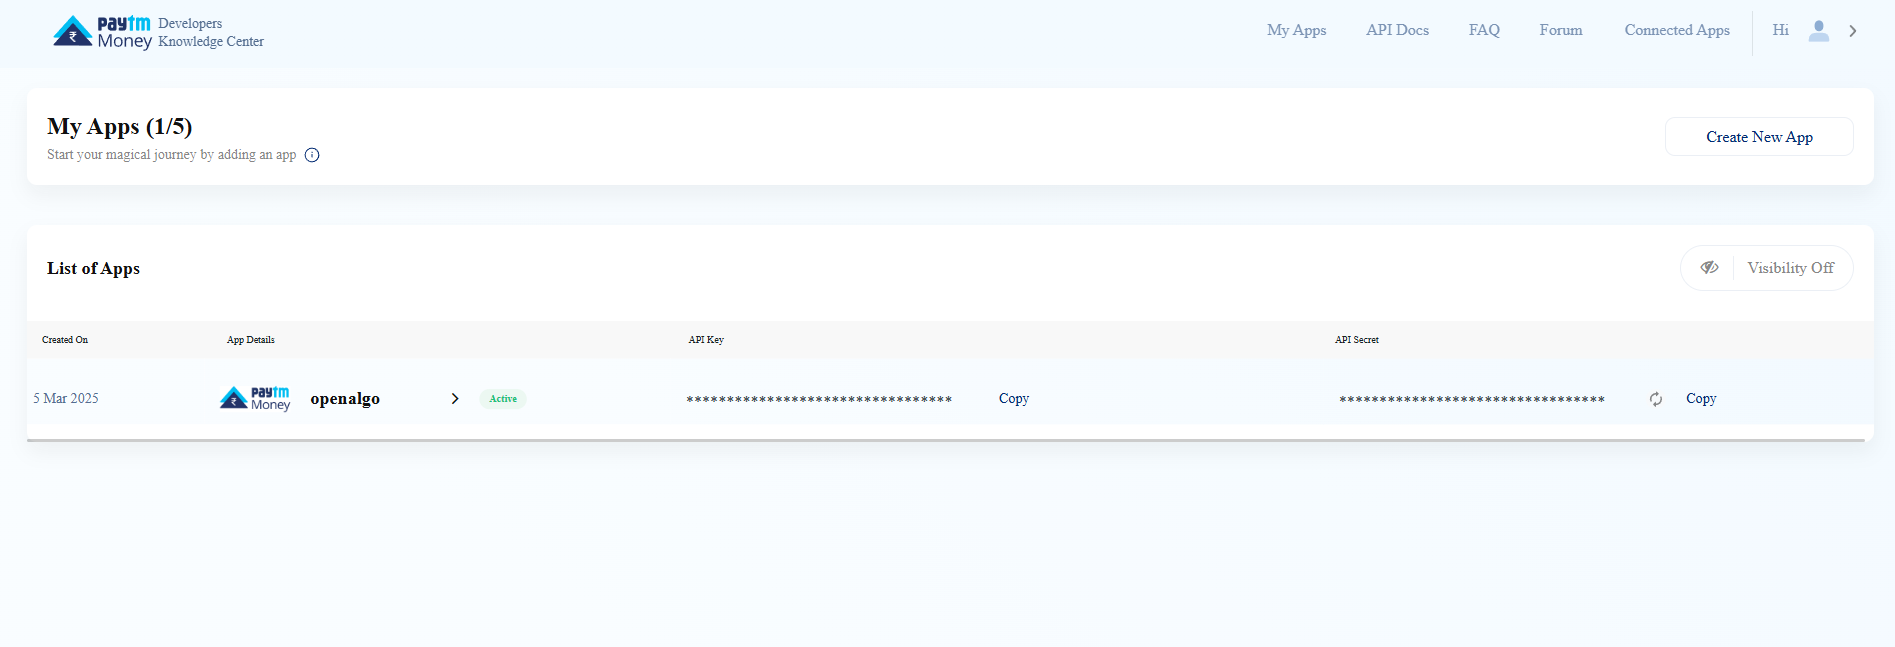 paytm Money Developers Knowledge Center
My Apps API Docs FAQ Forum Connected Apps Hi
My Apps (1/5)
Start your magical journey by adding an app
Create New App
List of Apps
Visibility Off
Created On App Details API Key API Secret
5 Mar 2025 paytm Money openalgo Active ********************************* Copy ********************************* Copy